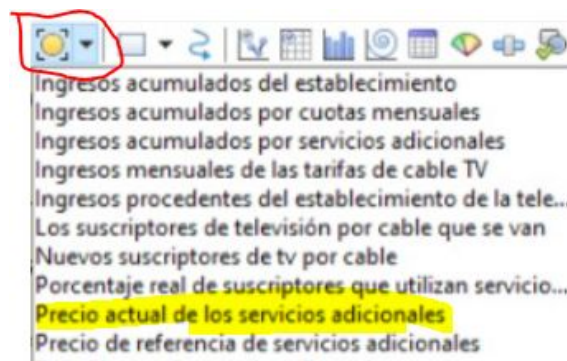 Ingresos acumulados del establecimiento
Ingresos acumulados por cuotas mensuales
Ingresos acumulados por servicios adicionales
Ingresos mensuales de las tarifas de cable TV
Ingresos procedentes del establecimiento de la tele...
Los suscriptores de televisión por cable que se van
Nuevos suscriptores de tv por cable
Porcentaje real de suscriptores que utilizan servicio...
Precio actual de los servicios adicionales
Precio de referencia de servicios adicionales